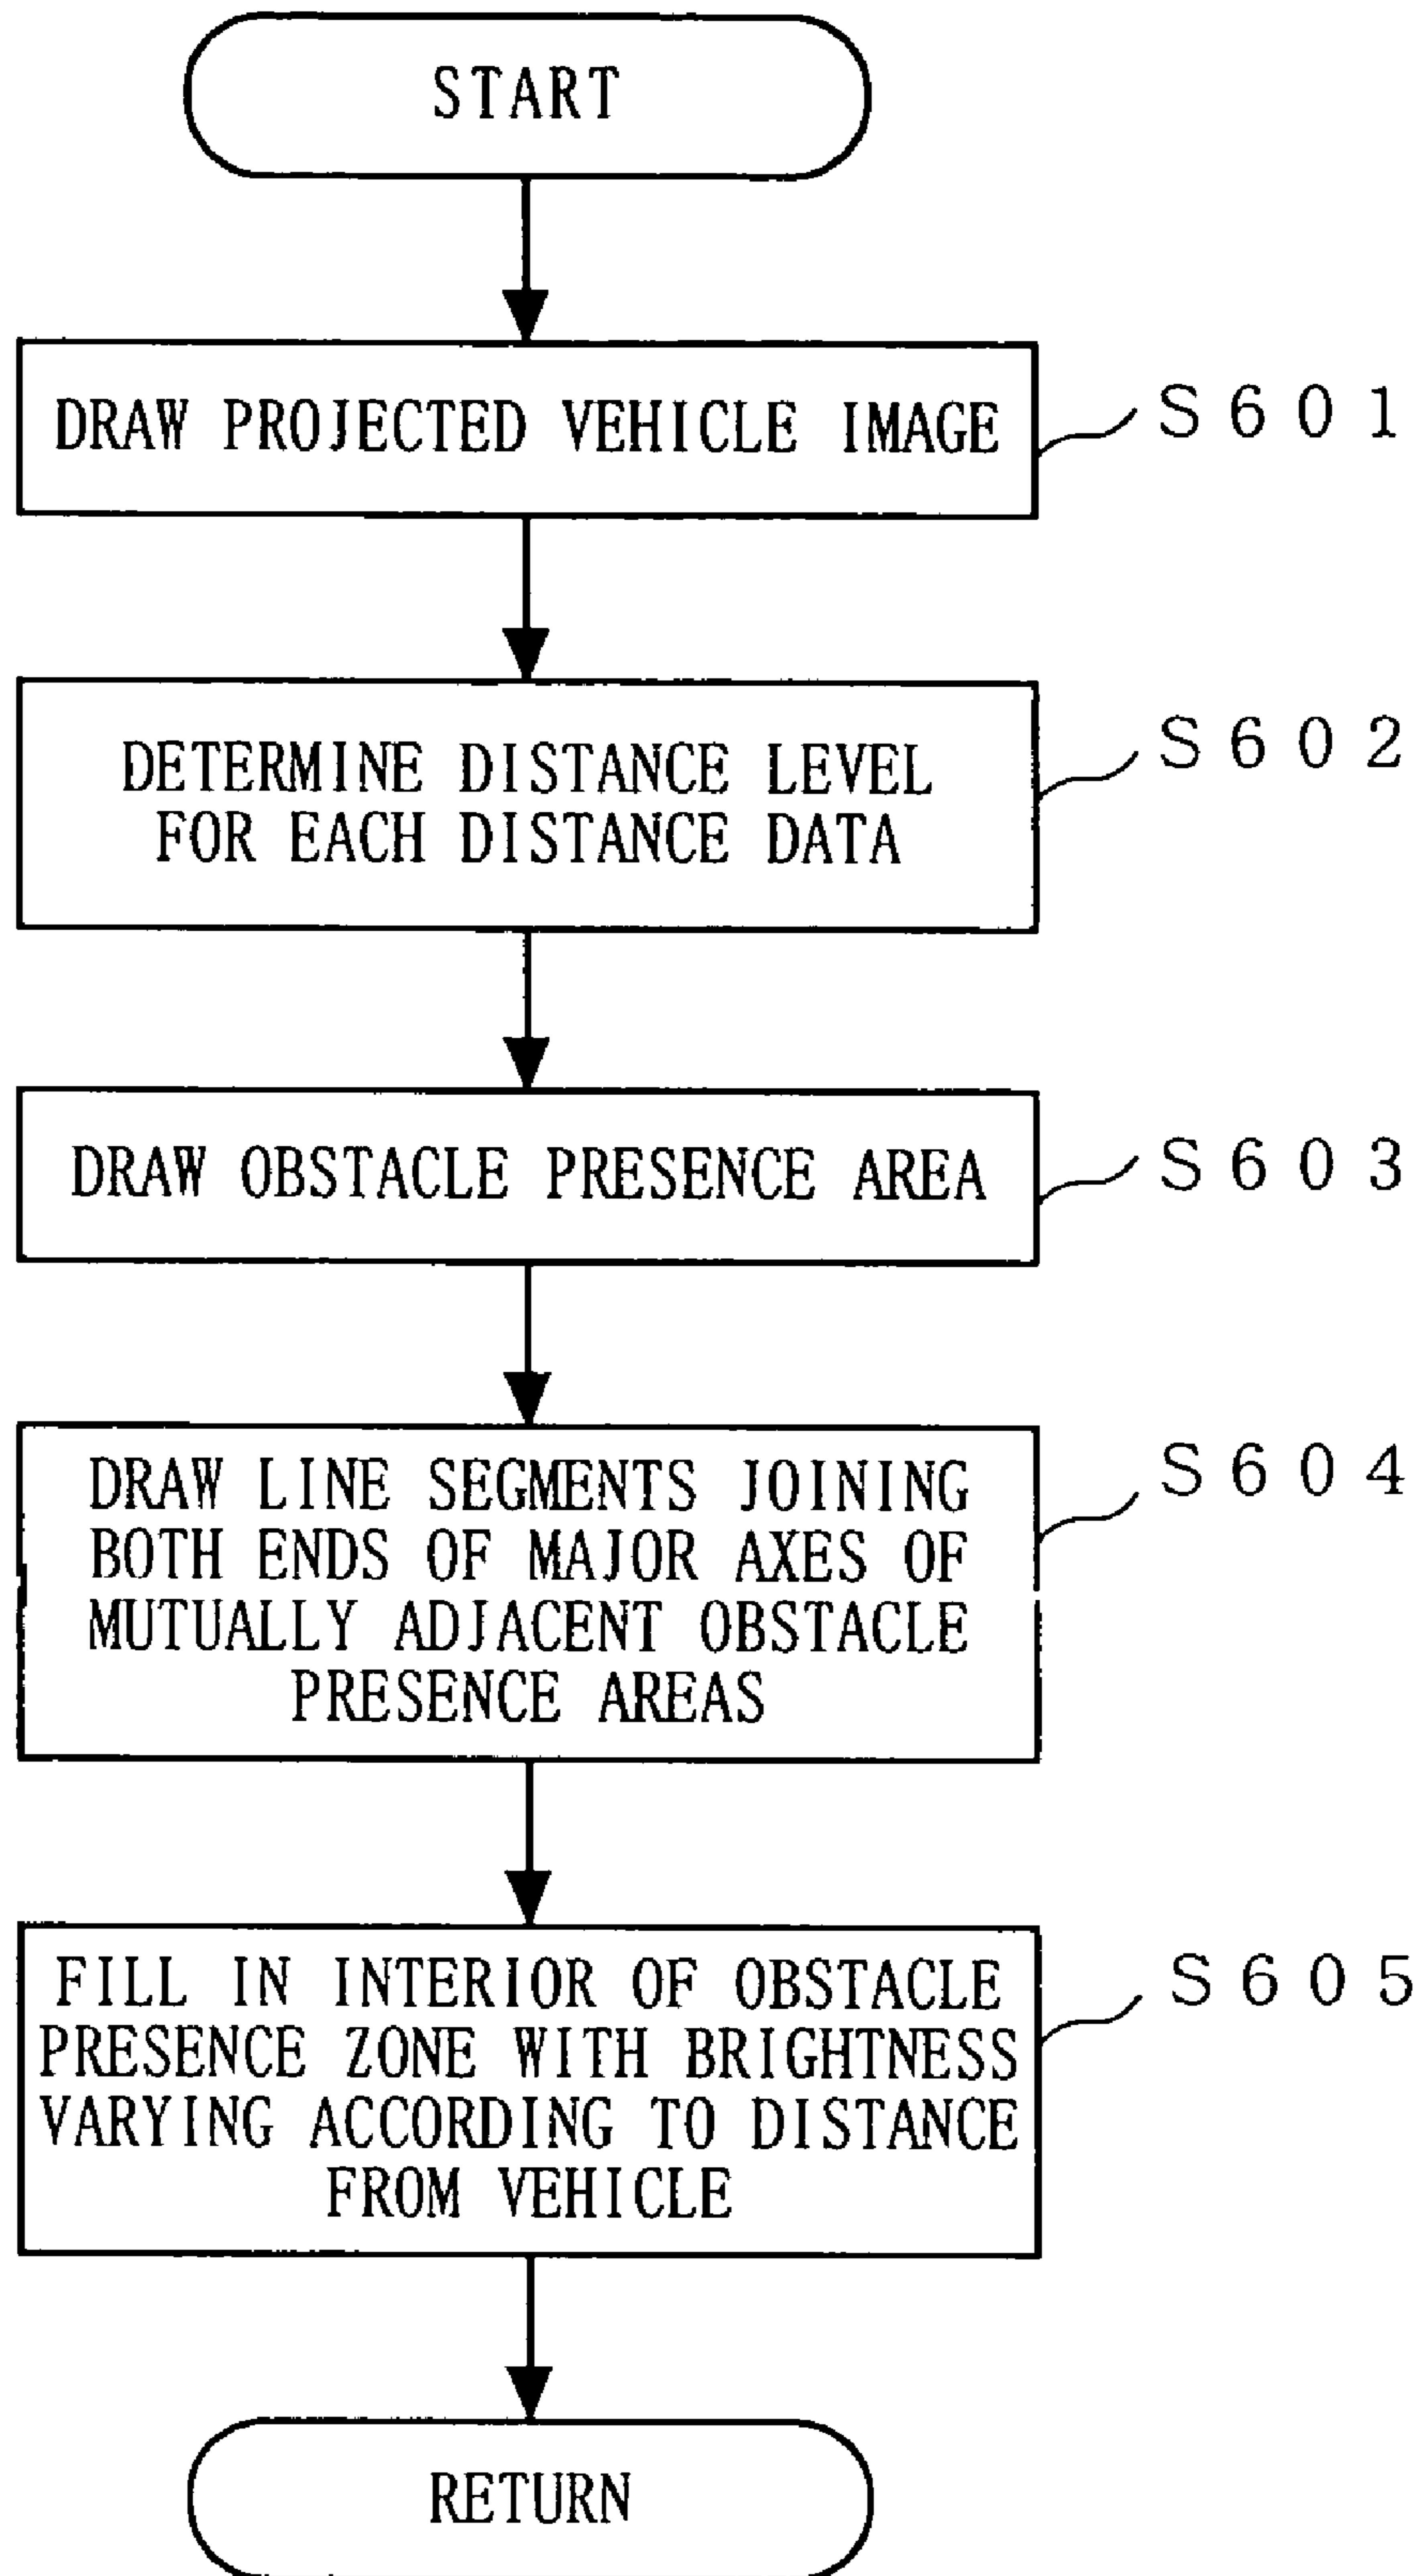 START
DRAW PROJECTED VEHICLE IMAGE
S601
DETERMINE DISTANCE LEVEL
FOR EACH DISTANCE DATA
S602
DRAW OBSTACLE PRESENCE AREA
S603
DRAW LINE SEGMENTS JOINING
BOTH ENDS OF MAJOR AXES OF
MUTUALLY ADJACENT OBSTACLE
PRESENCE AREAS
S604
FILL IN INTERIOR OF OBSTACLE
PRESENCE ZONE WITH BRIGHTNESS
VARYING ACCORDING TO DISTANCE
FROM VEHICLE
S605
RETURN